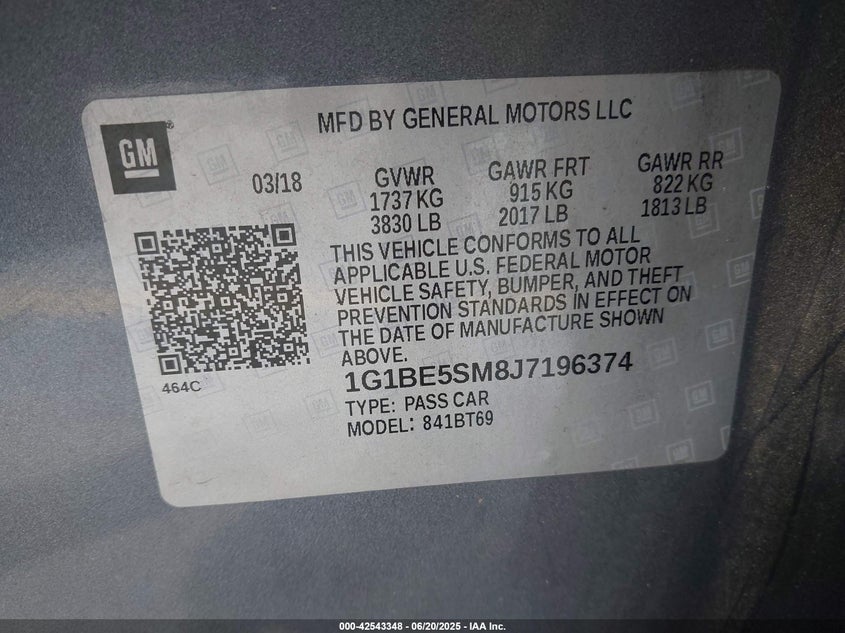 MFD BY GENERAL MOTORS LLC
GM
03/18
GVWR
1737 KG
3830 LB
GAWR FRT
915 KG
2017 LB
GAWR RR
822 KG
1813 LB
THIS VEHICLE CONFORMS TO ALL
APPLICABLE U.S. FEDERAL MOTOR
VEHICLE SAFETY, BUMPER, AND THEFT
PREVENTION STANDARDS IN EFFECT ON
THE DATE OF MANUFACTURE SHOWN
ABOVE.
464C
1G1BE5SM8J7196374
TYPE: PASS CAR
MODEL: 841BT69
000-42543348 - 06/20/2025 - IAA Inc.